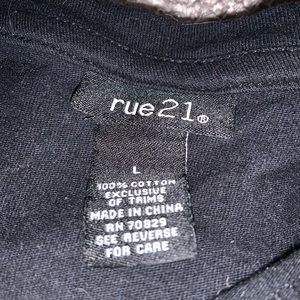 rue21®
L
100% COTTON
EXCLUSIVE
OF TRIMS
MADE IN CHINA
RN 70829
SEE REVERSE
FOR CARE